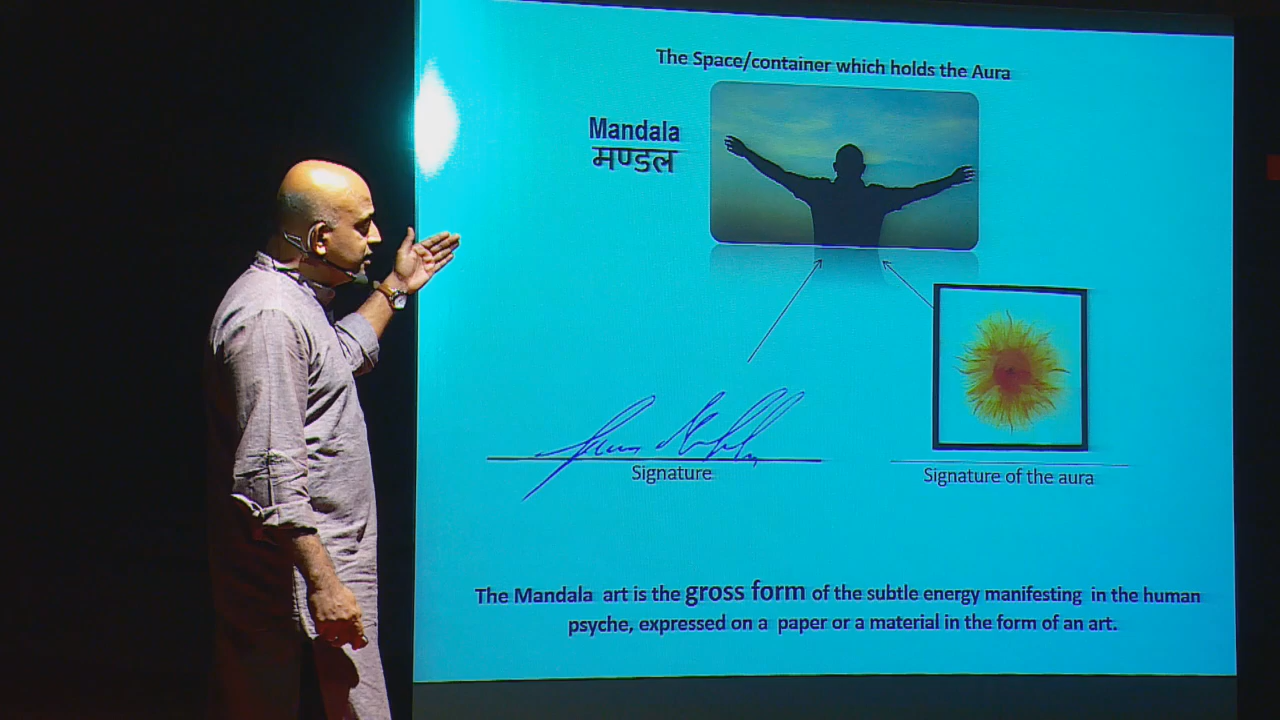 The Space/container which holds the Aura
Mandala
मण्डल
Signature
Signature of the aura
The Mandala art is the gross form of the subtle energy manifesting in the human
psyche, expressed on a paper or a material in the form of an art.